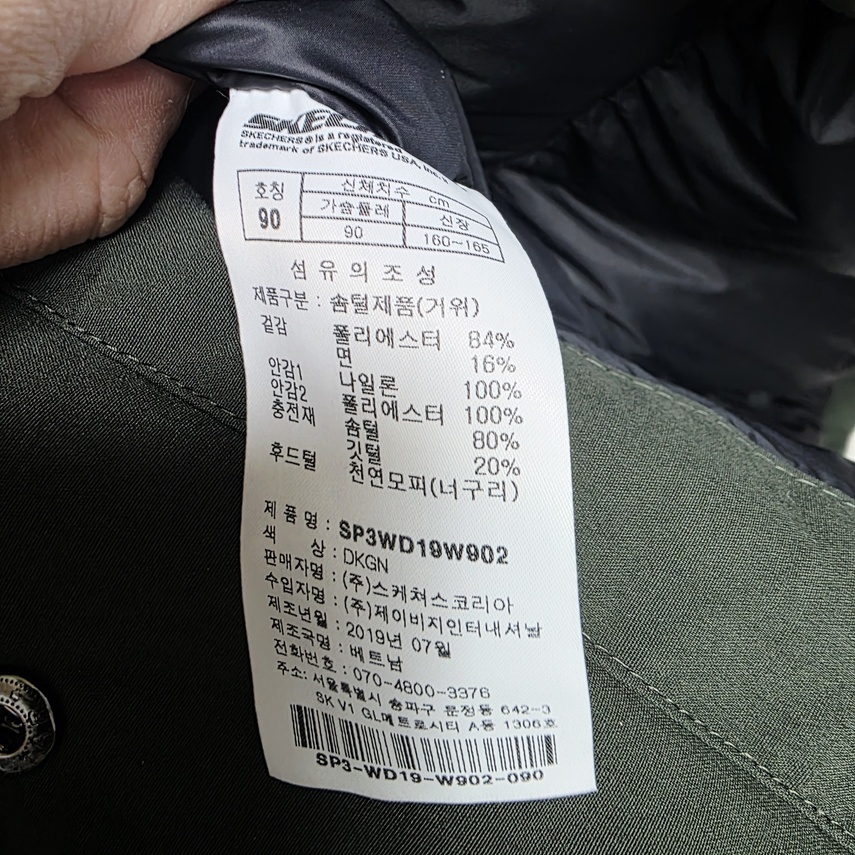 SKECHERS® is a registered
trademark of SKECHERS USA, Inc.
호칭 신체치수 cm
가슴둘레 신장
90 90 160~165
섬유의조성
제품구분 : 솜털제품(거위)
겉감 폴리에스터 84%
면 16%
안감1 나일론 100%
안감2 폴리에스터 100%
충전재 솜털 80%
깃털 20%
후드털 천연모피(너구리)
제품명 : SP3WD19W902
색상 : DKGN
판매자명 : (주)스케쳐스코리아
수입자명 : (주)제이비지인터내셔날
제조년월 : 2019년 07월
제조국명 : 베트남
전화번호 : 070-4800-3376
주소: 서울특별시 송파구 문정동 642-3
SK V1 GL메트로시티 A동 1306호
SP3-WD19-W902-090